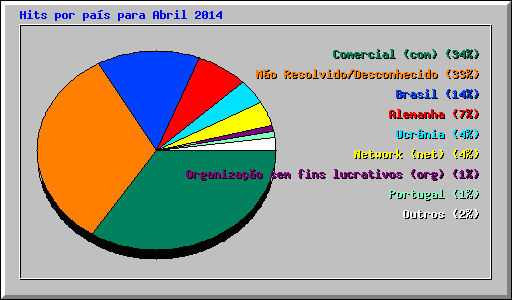 Hits por país para Abril 2014
Comercial (com) (34%)
Não Resolvido/Desconhecido (33%)
Brasil (14%)
Alemanha (7%)
Ucrânia (4%)
Network (net) (4%)
Organização sem fins lucrativos (org) (1%)
Portugal (1%)
Outros (2%)